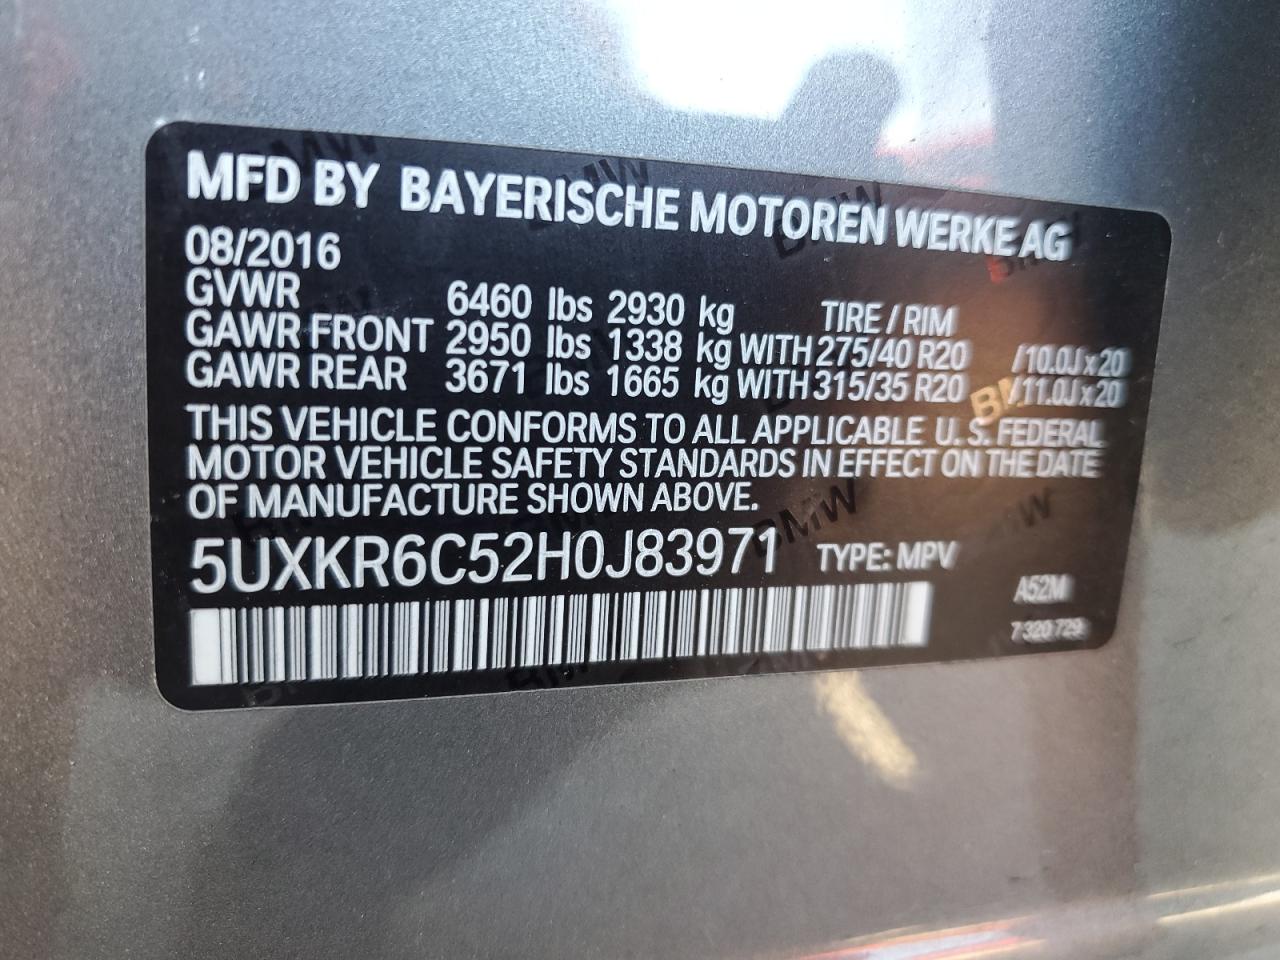 MFD BY BAYERISCHE MOTOREN WERKE AG
08/2016
GVWR 6460 lbs 2930 kg TIRE / RIM
GAWR FRONT 2950 lbs 1338 kg WITH 275/40 R20 /10.0J x 20
GAWR REAR 3671 lbs 1665 kg WITH 315/35 R20 /11.0J x 20
THIS VEHICLE CONFORMS TO ALL APPLICABLE U.S. FEDERAL
MOTOR VEHICLE SAFETY STANDARDS IN EFFECT ON THE DATE
OF MANUFACTURE SHOWN ABOVE.
5UXKR6C52H0J83971 TYPE: MPV
A52M
7 320 729